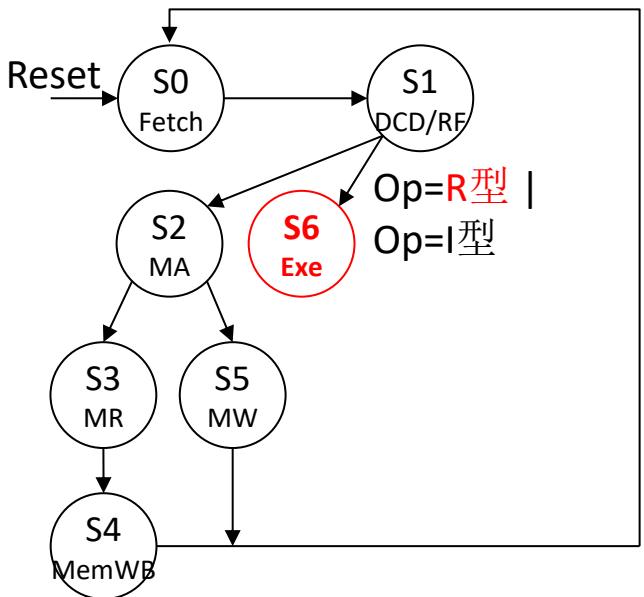 Reset
S0
Fetch
S1
DCD/RF
Op=R型 |
Op=I型
S2
MA
S6
Exe
S3
MR
S5
MW
S4
MemWB